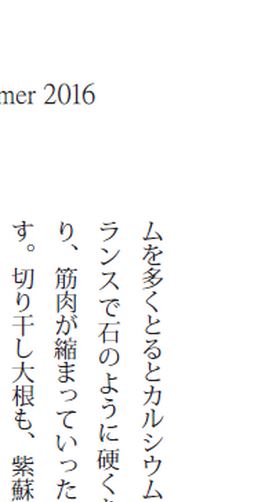 mer 2016
ムを多くとるとカルシウム
ランスで石のように硬く
り、筋肉が縮まっていった
す。切り干し大根も、紫蘇